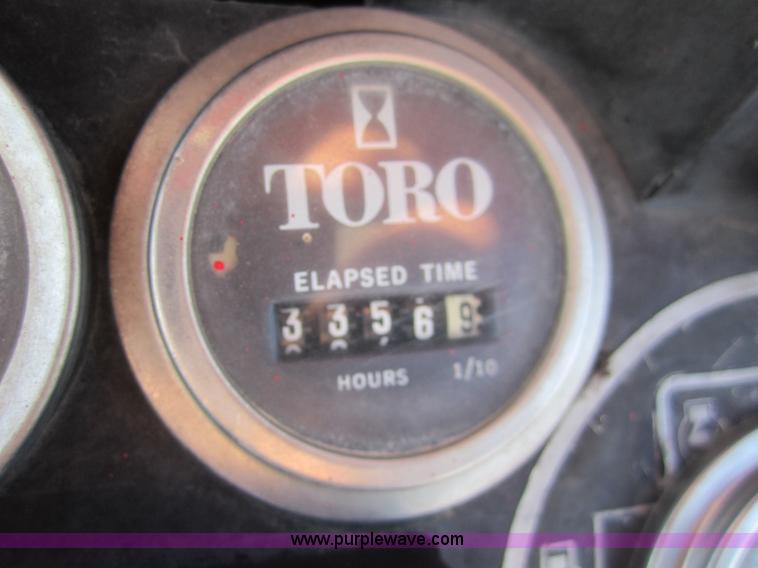 TORO
ELAPSED TIME
33569
HOURS 1/10
www.purplewave.com